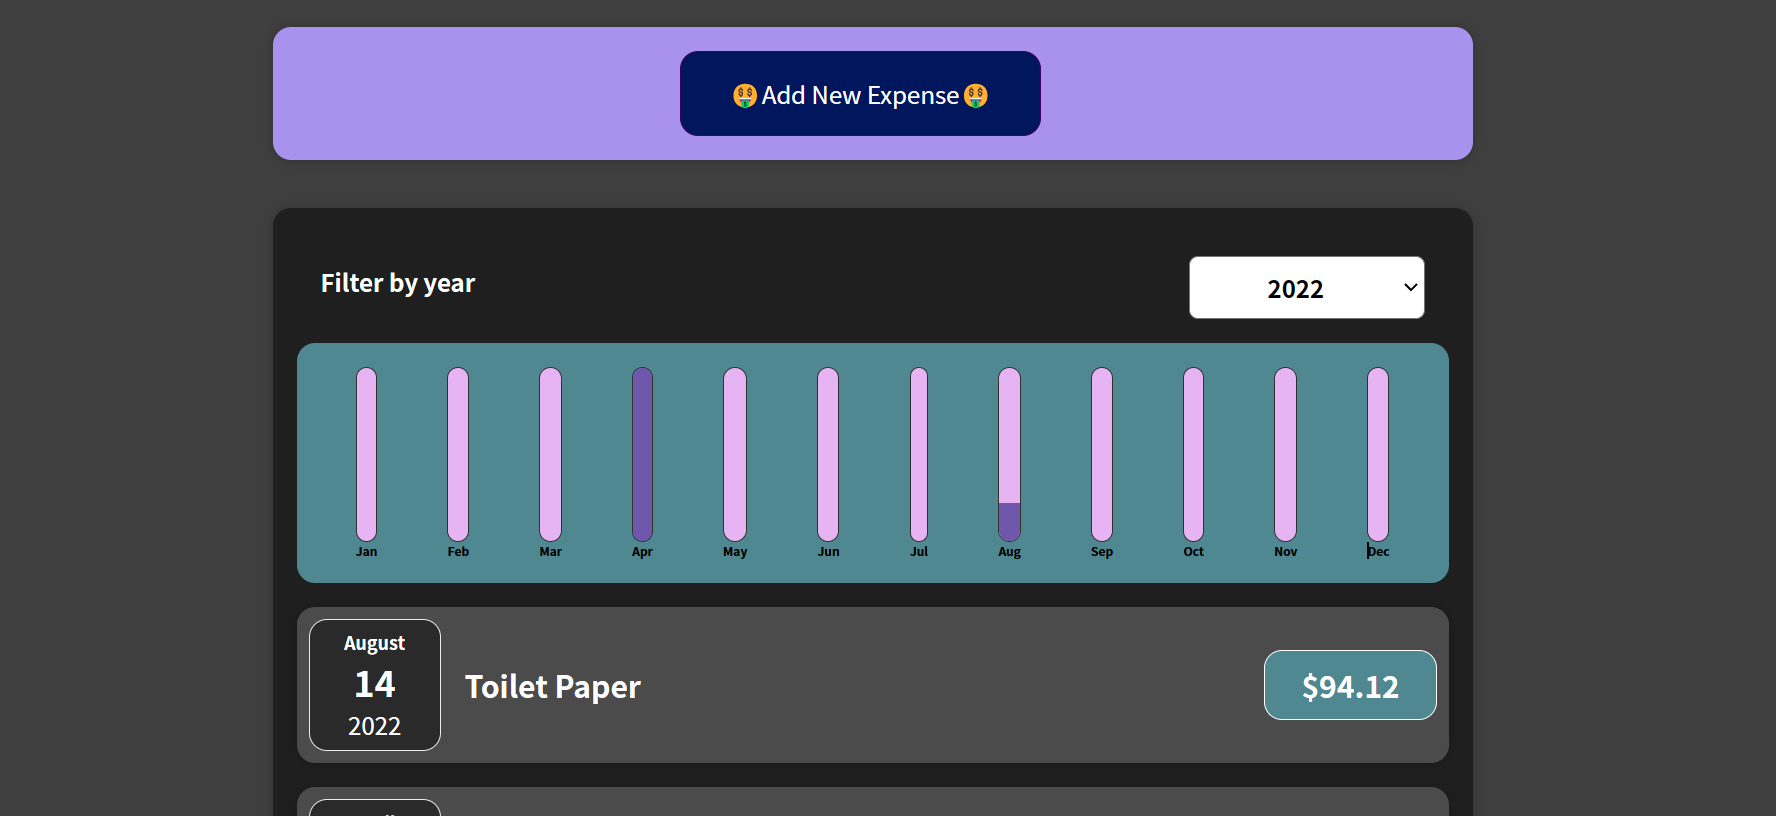 🤑Add New Expense🤑
Filter by year
2022
Jan Feb Mar Apr May Jun Jul Aug Sep Oct Nov Dec
August
14
2022
Toilet Paper
$94.12